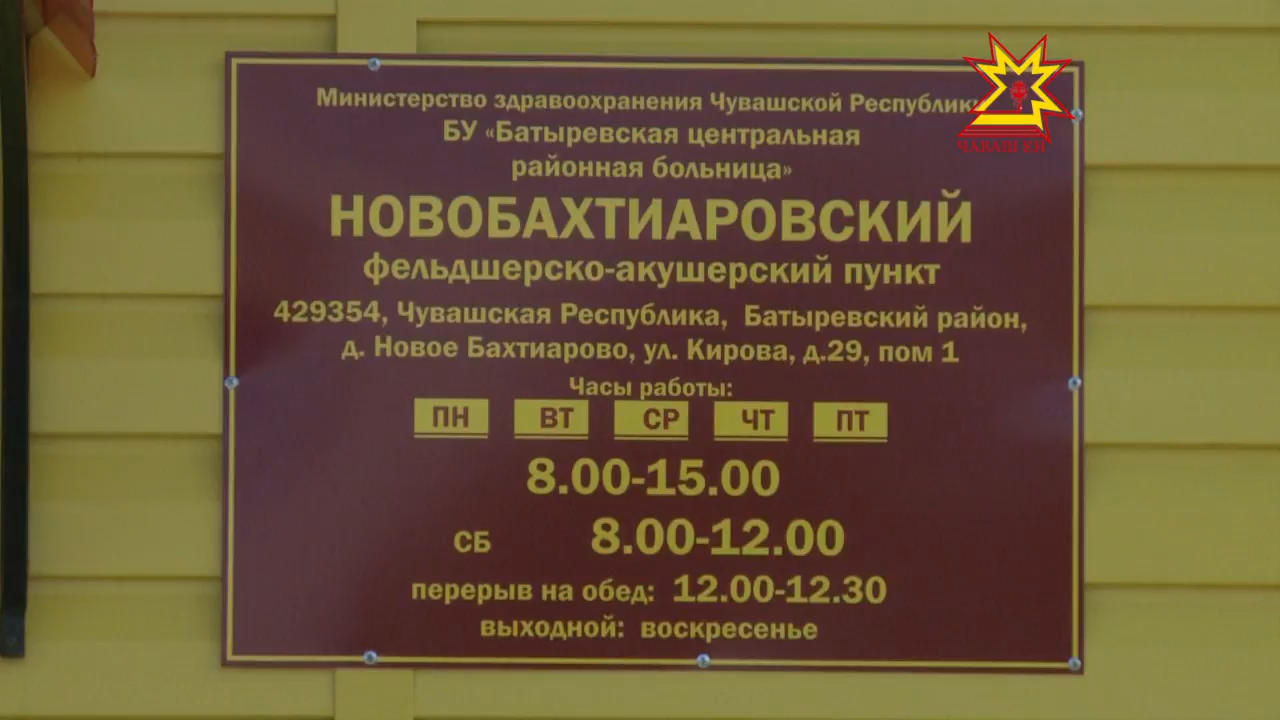 Министерство здравоохранения Чувашской Республики
БУ «Батыревская центральная
районная больница»
НОВОБАХТИАРОВСКИЙ
фельдшерско-акушерский пункт
429354, Чувашская Республика, Батыревский район,
д. Новое Бахтиарово, ул. Кирова, д.29, пом 1
Часы работы:
ПН ВТ СР ЧТ ПТ
8.00-15.00
СБ 8.00-12.00
перерыв на обед: 12.00-12.30
выходной: воскресенье